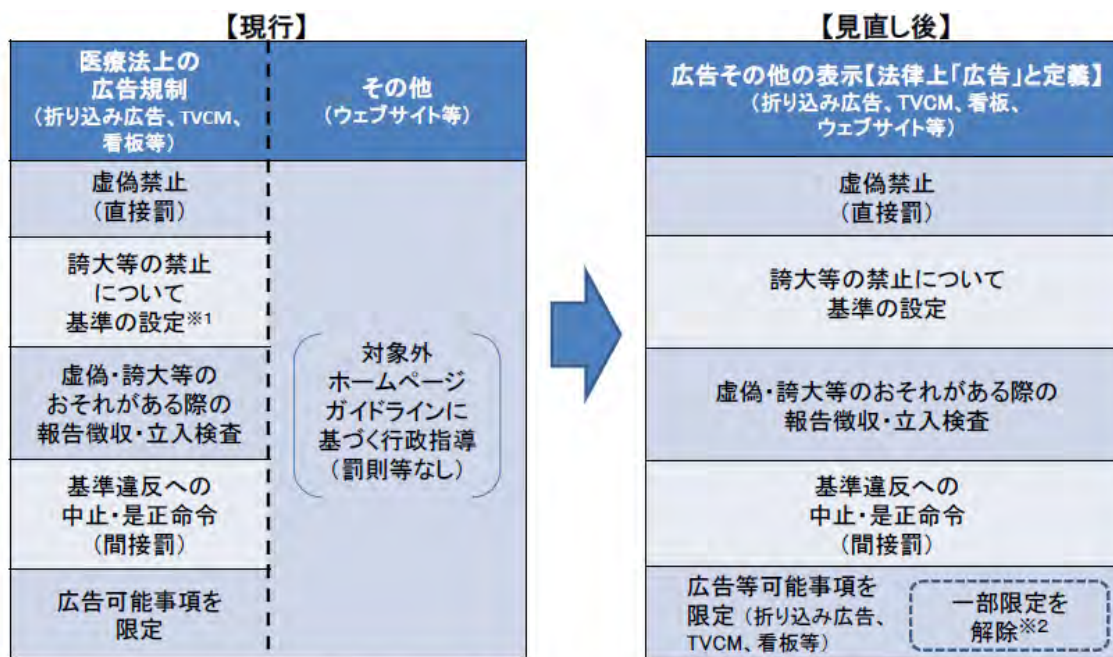 【現行】
医療法上の
広告規制
(折り込み広告、TVCM、
看板等)
その他
(ウェブサイト等)
虚偽禁止
(直接罰)
誇大等の禁止
について
基準の設定※1
虚偽・誇大等の
おそれがある際の
報告徴収・立入検査
基準違反への
中止・是正命令
(間接罰)
広告可能事項を
限定
対象外
ホームページ
ガイドラインに
基づく行政指導
(罰則等なし)
【見直し後】
広告その他の表示【法律上「広告」と定義】
(折り込み広告、TVCM、看板、
ウェブサイト等)
虚偽禁止
(直接罰)
誇大等の禁止について
基準の設定
虚偽・誇大等のおそれがある際の
報告徴収・立入検査
基準違反への
中止・是正命令
(間接罰)
広告等可能事項を
限定(折り込み広告、
TVCM、看板等)
一部限定を
解除※2